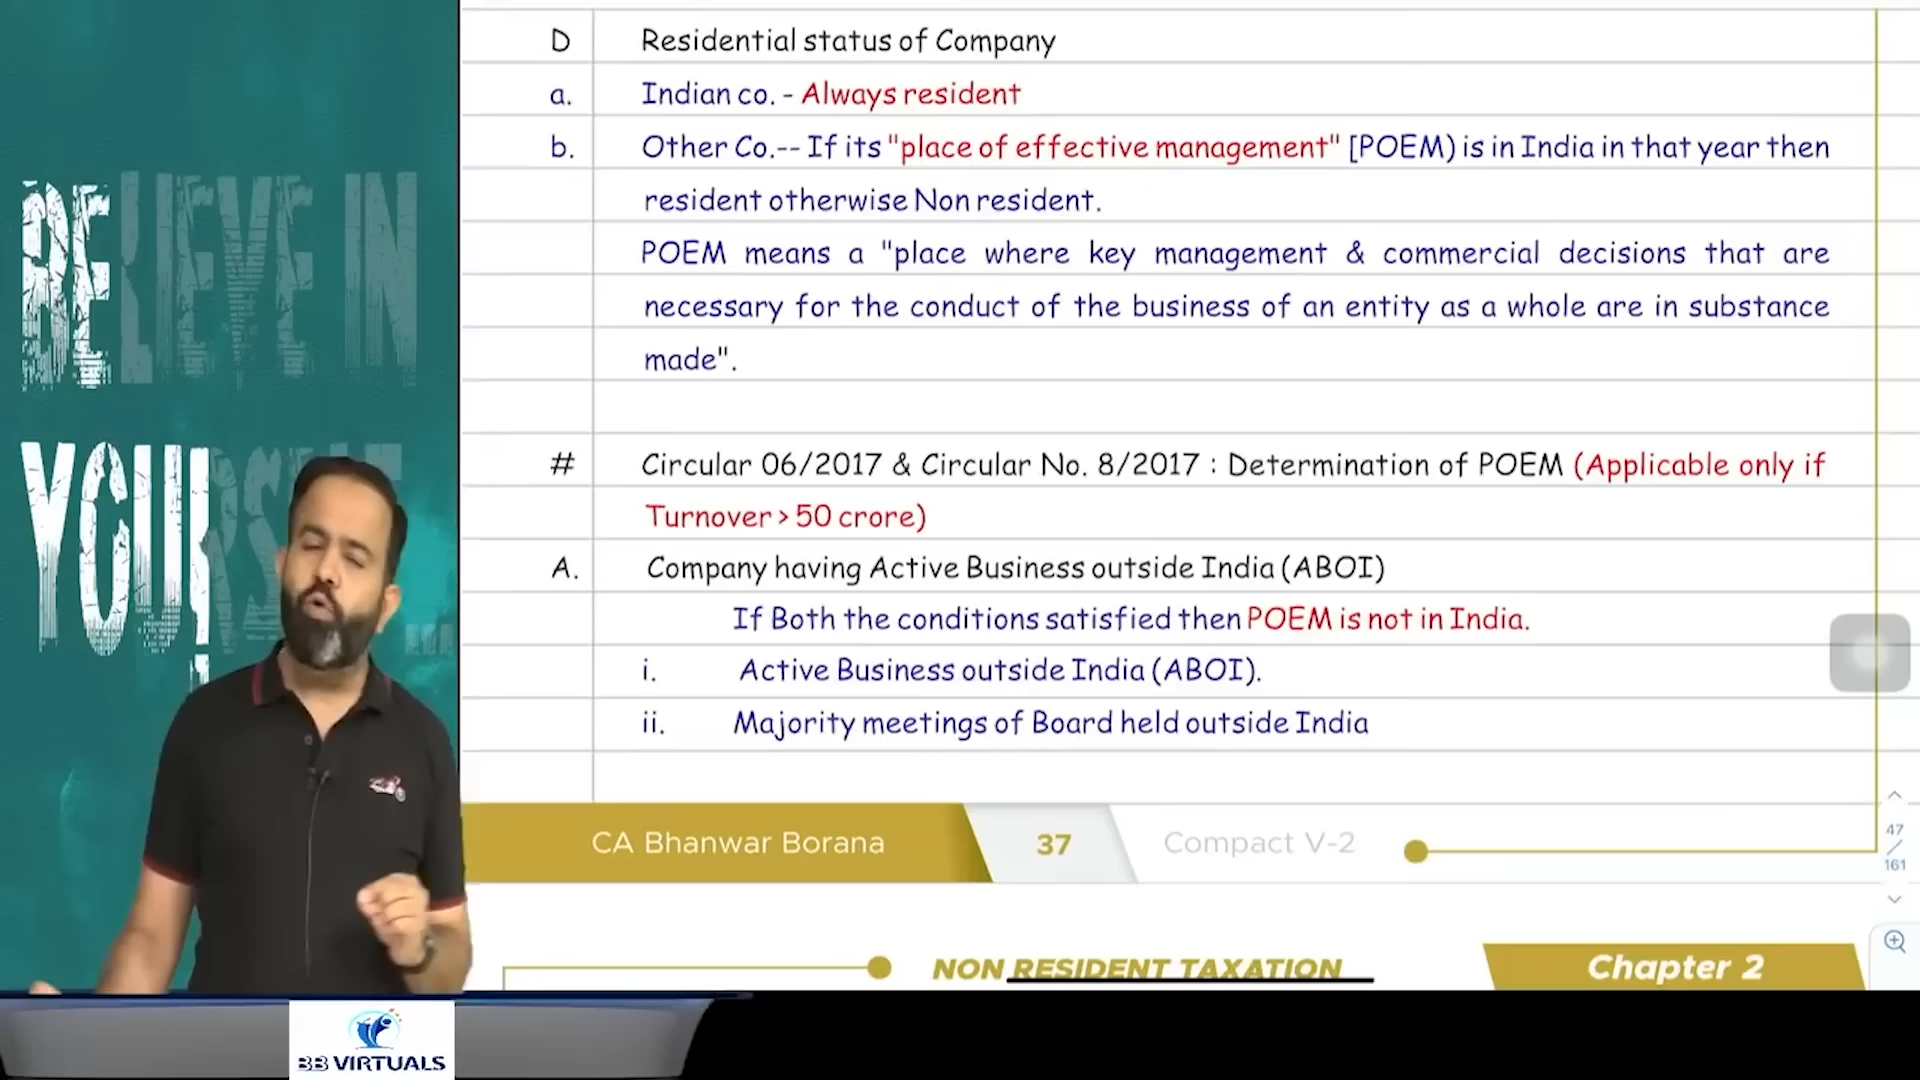 BELIEVE IN
YOURSELF...
D Residential status of Company
a. Indian co. - Always resident
b. Other Co.-- If its "place of effective management" [POEM) is in India in that year then
resident otherwise Non resident.
POEM means a "place where key management & commercial decisions that are
necessary for the conduct of the business of an entity as a whole are in substance
made".
# Circular 06/2017 & Circular No. 8/2017 : Determination of POEM (Applicable only if
Turnover > 50 crore)
A. Company having Active Business outside India (ABOI)
If Both the conditions satisfied then POEM is not in India.
i. Active Business outside India (ABOI).
ii. Majority meetings of Board held outside India
CA Bhanwar Borana 37 Compact V-2
47
/
161
NON RESIDENT TAXATION Chapter 2
BB VIRTUALS